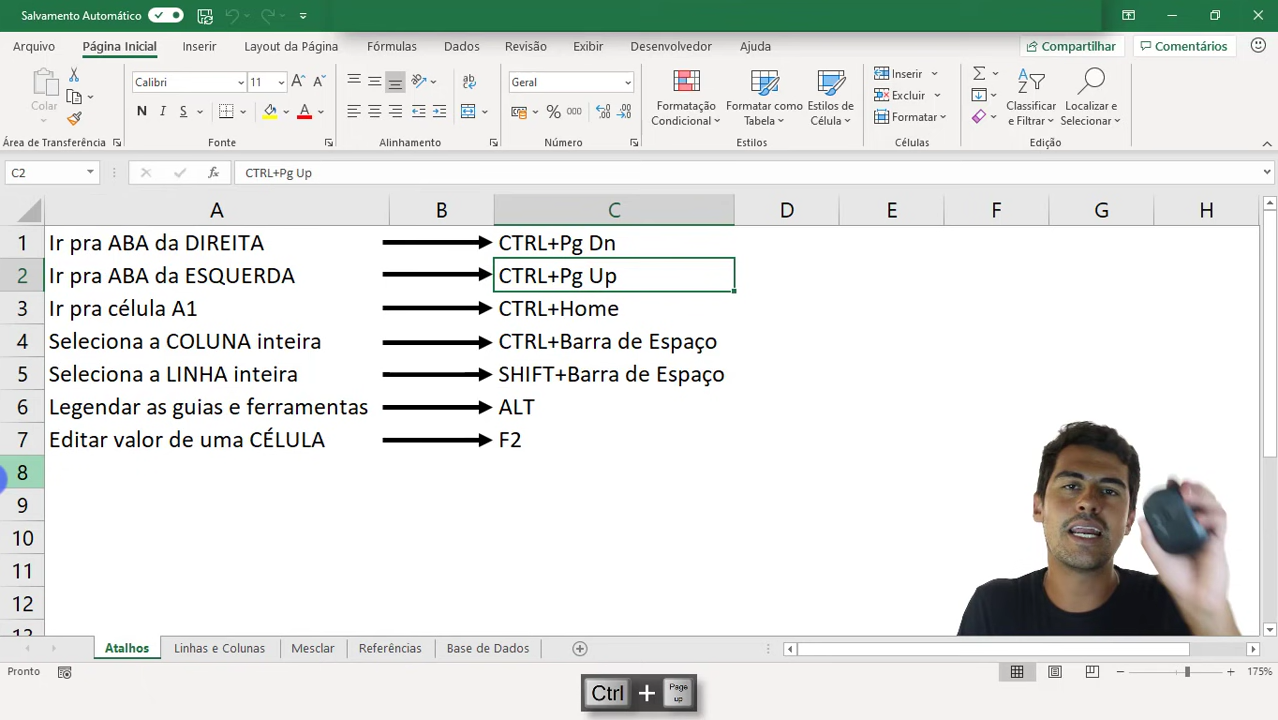 Salvamento Automático
Arquivo Página Inicial Inserir Layout da Página Fórmulas Dados Revisão Exibir Desenvolvedor Ajuda Compartilhar Comentários
Colar
Calibri 11
N I S
Geral
% 000
Formatação Condicional
Formatar como Tabela
Estilos de Célula
Inserir
Excluir
Formatar
Classificar e Filtrar
Localizar e Selecionar
Área de Transferência Fonte Alinhamento Número Estilos Células Edição
C2 fx CTRL+Pg Up
A B C D E F G H
1 Ir pra ABA da DIREITA CTRL+Pg Dn
2 Ir pra ABA da ESQUERDA CTRL+Pg Up
3 Ir pra célula A1 CTRL+Home
4 Seleciona a COLUNA inteira CTRL+Barra de Espaço
5 Seleciona a LINHA inteira SHIFT+Barra de Espaço
6 Legendar as guias e ferramentas ALT
7 Editar valor de uma CÉLULA F2
8
9
10
11
12
13
Atalhos Linhas e Colunas Mesclar Referências Base de Dados
Pronto 175%
Ctrl + Page up